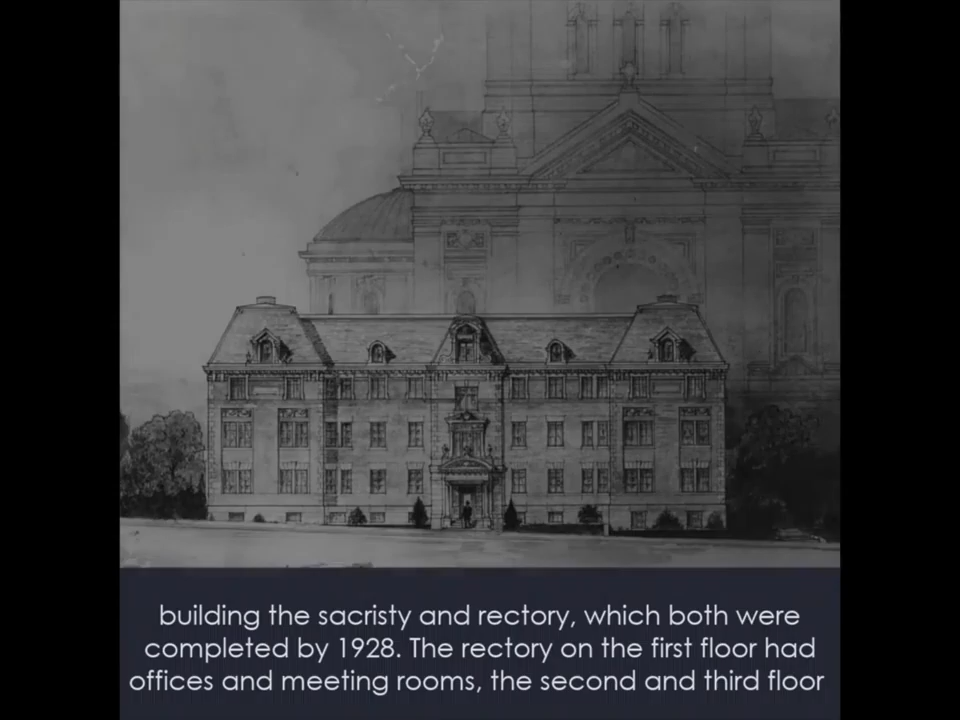 building the sacristy and rectory, which both were
completed by 1928. The rectory on the first floor had
offices and meeting rooms, the second and third floor